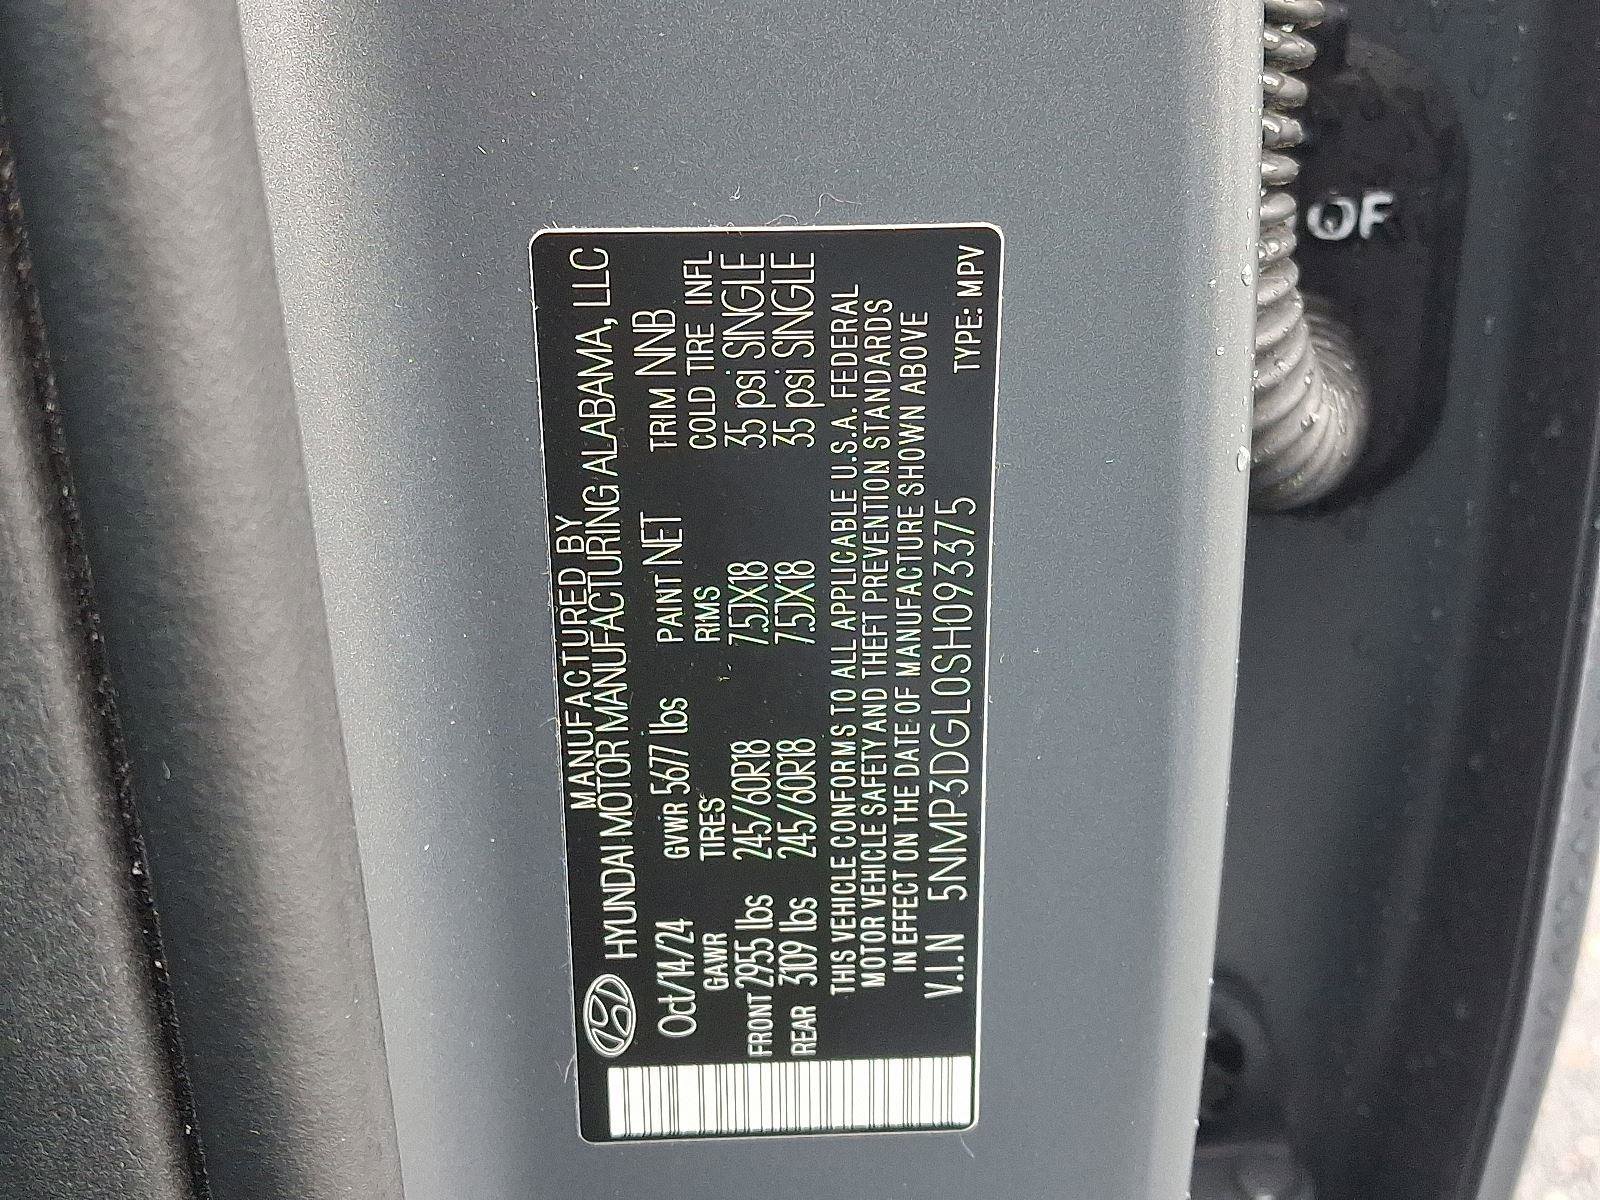 MANUFACTURED BY
HYUNDAI MOTOR MANUFACTURING ALABAMA, LLC
Oct/14/24 GVWR 5677 lbs PAINT NET TRIM NNB
GAWR TIRES RIMS COLD TIRE INFL
FRONT 2955 lbs 245/60R18 7.5JX18 35 psi SINGLE
REAR 3109 lbs 245/60R18 7.5JX18 35 psi SINGLE
THIS VEHICLE CONFORMS TO ALL APPLICABLE U.S.A. FEDERAL
MOTOR VEHICLE SAFETY AND THEFT PREVENTION STANDARDS
IN EFFECT ON THE DATE OF MANUFACTURE SHOWN ABOVE
V.I.N 5NMP3DGL0SH093375 TYPE: MPV